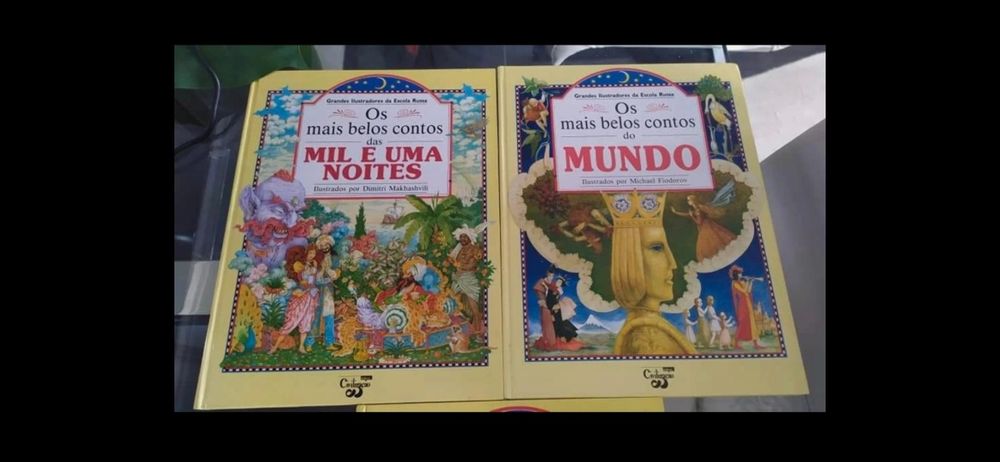 Grandes Ilustradores da Escola Russa
Os
mais belos contos
das
MIL E UMA
NOITES
Ilustrados por Dimitri Makhashvili
Civilização
Grandes Ilustradores da Escola Russa
Os
mais belos contos
do
MUNDO
Ilustrados por Michael Fiodorov
Civilização